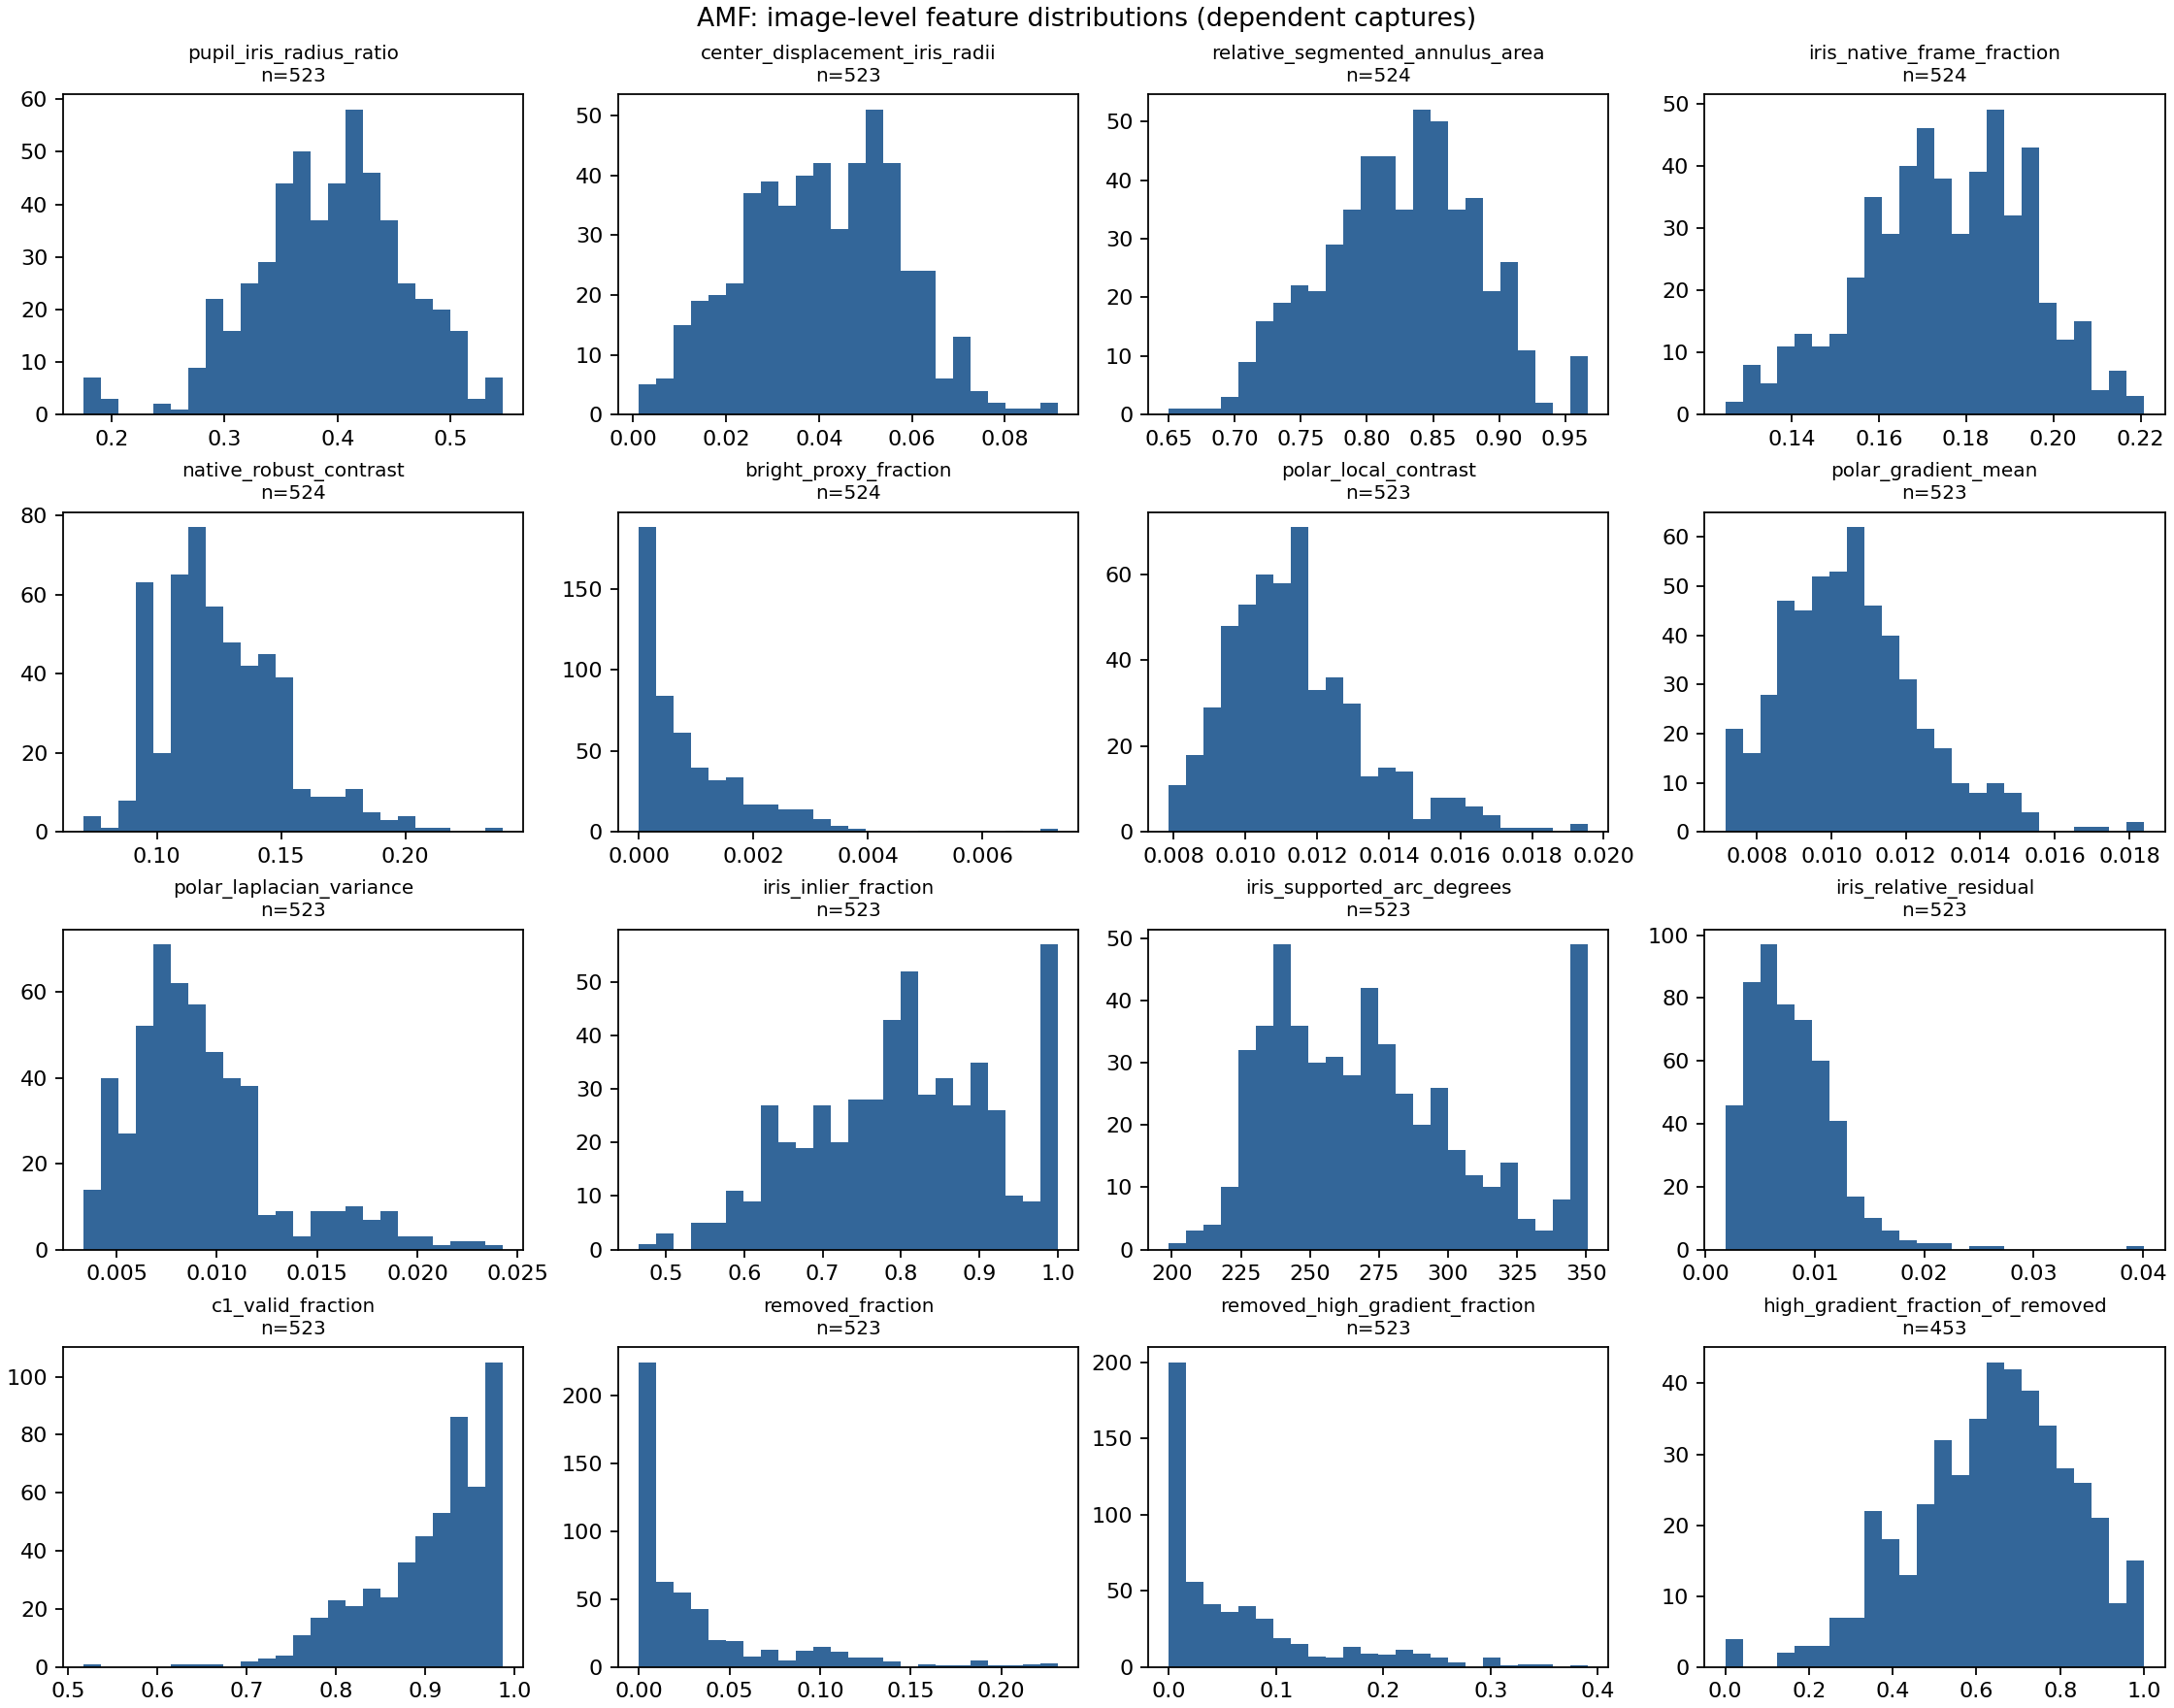 AMF: image-level feature distributions (dependent captures)
pupil_iris_radius_ratio
n=523
center_displacement_iris_radii
n=523
relative_segmented_annulus_area
n=524
iris_native_frame_fraction
n=524
60
50
40
30
20
10
0
0.2 0.3 0.4 0.5
50
40
30
20
10
0
0.00 0.02 0.04 0.06 0.08
50
40
30
20
10
0
0.65 0.70 0.75 0.80 0.85 0.90 0.95
50
40
30
20
10
0
0.14 0.16 0.18 0.20 0.22
native_robust_contrast
n=524
bright_proxy_fraction
n=524
polar_local_contrast
n=523
polar_gradient_mean
n=523
80
60
40
20
0
0.10 0.15 0.20
150
100
50
0
0.000 0.002 0.004 0.006
60
40
20
0
0.008 0.010 0.012 0.014 0.016 0.018 0.020
60
50
40
30
20
10
0
0.008 0.010 0.012 0.014 0.016 0.018
polar_laplacian_variance
n=523
iris_inlier_fraction
n=523
iris_supported_arc_degrees
n=523
iris_relative_residual
n=523
60
40
20
0
0.005 0.010 0.015 0.020 0.025
50
40
30
20
10
0
0.5 0.6 0.7 0.8 0.9 1.0
50
40
30
20
10
0
200 225 250 275 300 325 350
100
80
60
40
20
0
0.00 0.01 0.02 0.03 0.04
c1_valid_fraction
n=523
removed_fraction
n=523
removed_high_gradient_fraction
n=523
high_gradient_fraction_of_removed
n=453
100
80
60
40
20
0
0.5 0.6 0.7 0.8 0.9 1.0
200
150
100
50
0
0.00 0.05 0.10 0.15 0.20
200
150
100
50
0
0.0 0.1 0.2 0.3 0.4
40
30
20
10
0
0.0 0.2 0.4 0.6 0.8 1.0